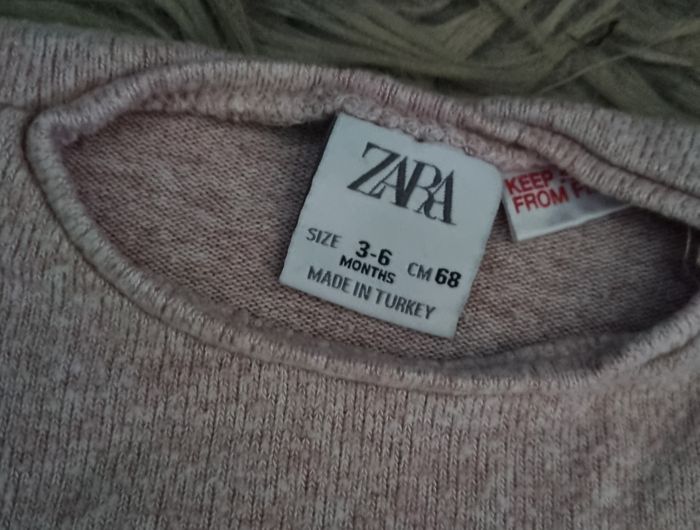 ZARA
SIZE 3-6 CM 68
MONTHS
MADE IN TURKEY
KEEP
FROM